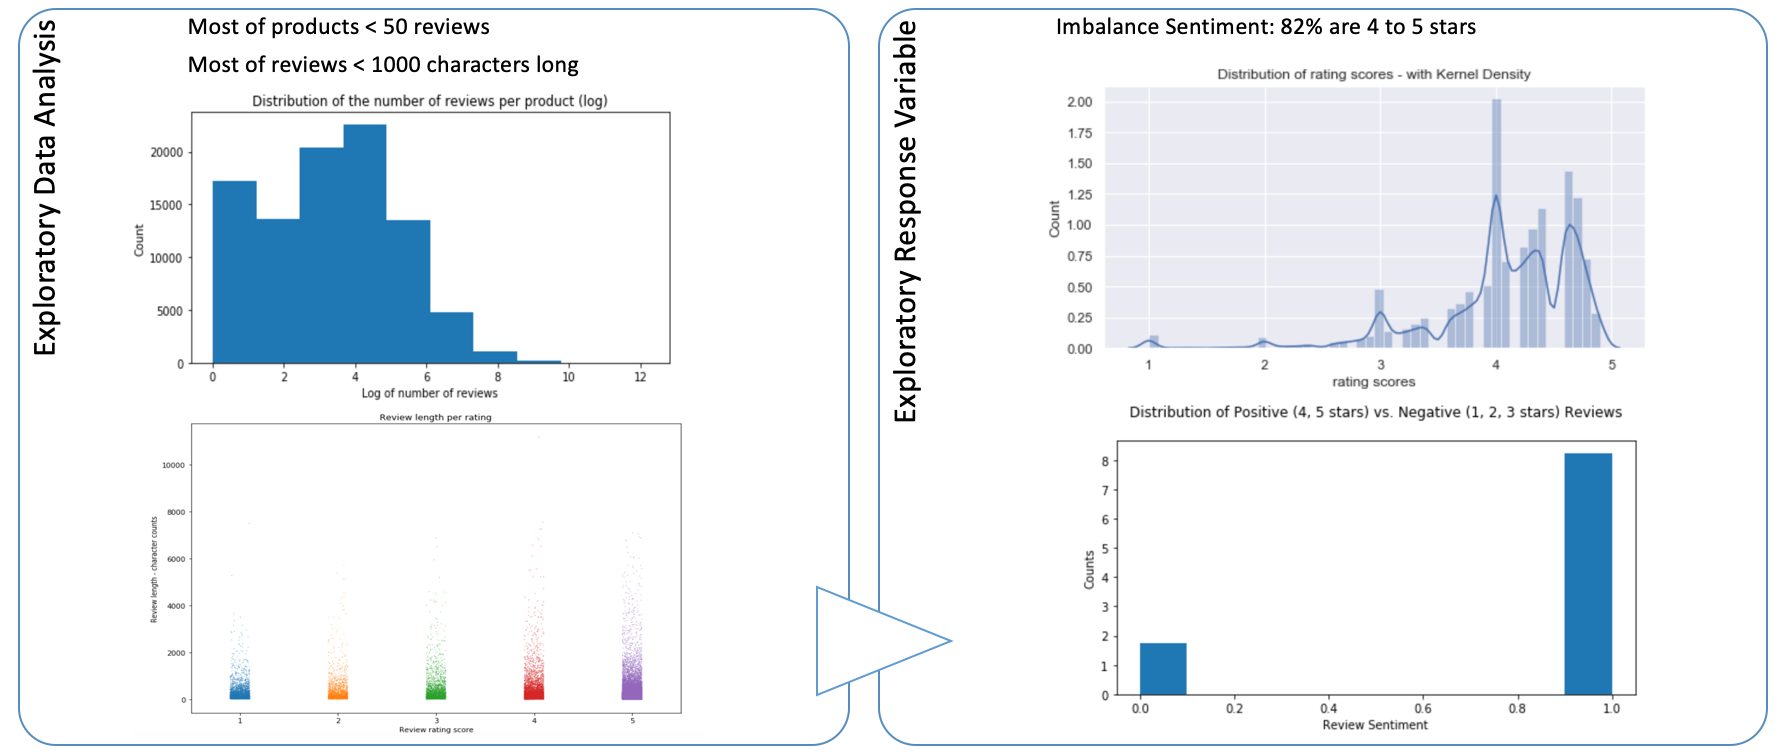 Exploratory Data Analysis
Most of products < 50 reviews
Most of reviews < 1000 characters long
Distribution of the number of reviews per product (log)
Count
20000
15000
10000
5000
0
0 2 4 6 8 10 12
Log of number of reviews
Review length per rating
Review length - character counts
10000
8000
6000
4000
2000
0
1 2 3 4 5
Review rating score
Exploratory Response Variable
Imbalance Sentiment: 82% are 4 to 5 stars
Distribution of rating scores - with Kernel Density
Count
2.00
1.75
1.50
1.25
1.00
0.75
0.50
0.25
0.00
1 2 3 4 5
rating scores
Distribution of Positive (4, 5 stars) vs. Negative (1, 2, 3 stars) Reviews
Counts
8
7
6
5
4
3
2
1
0
0.0 0.2 0.4 0.6 0.8 1.0
Review Sentiment